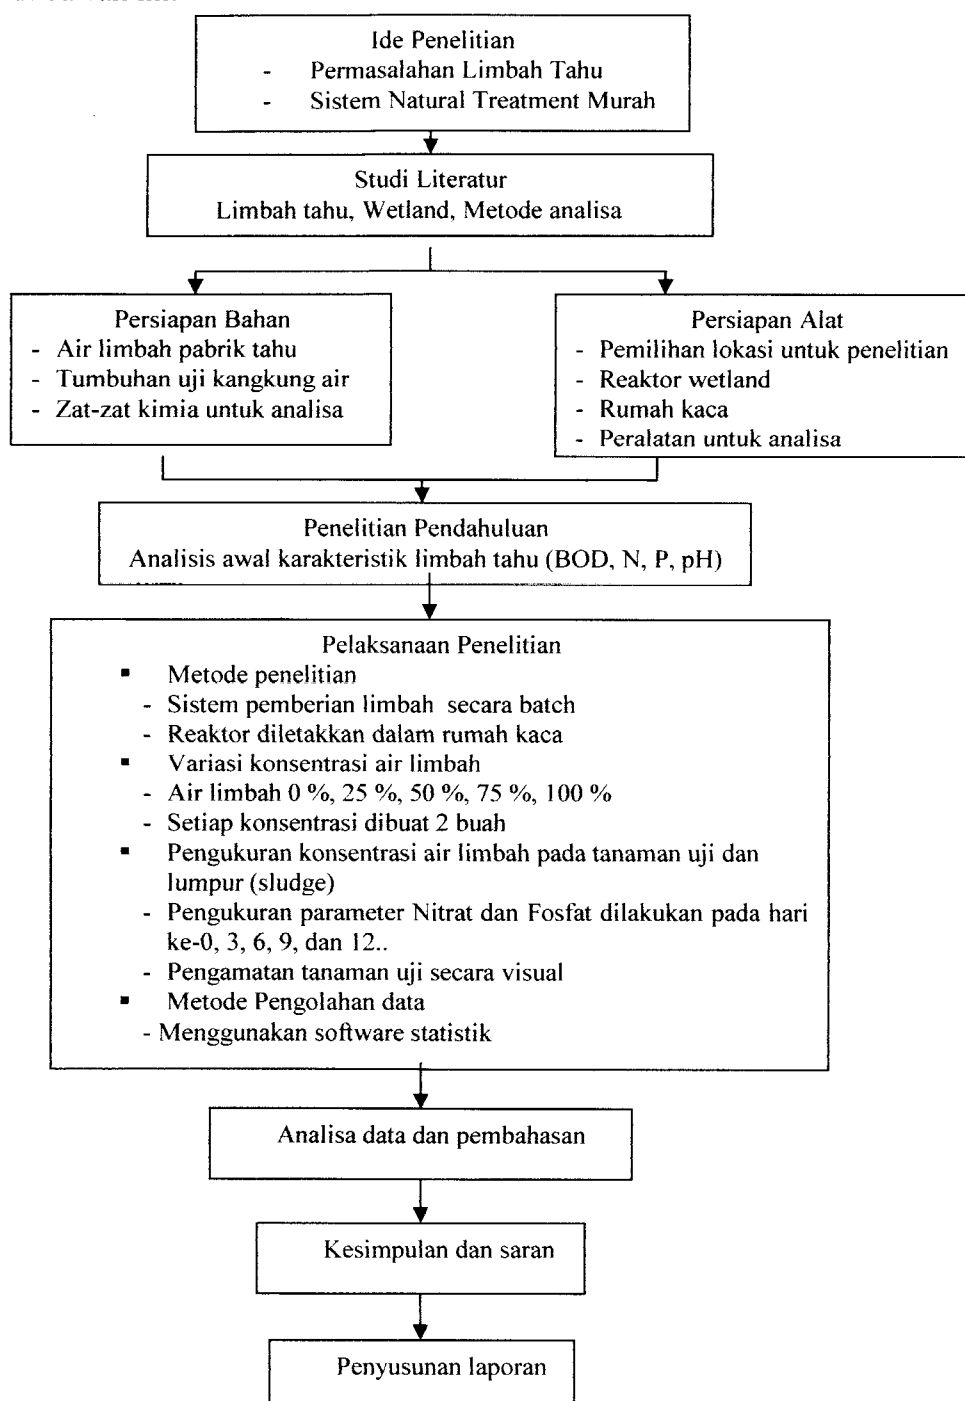 Ide Penelitian
- Permasalahan Limbah Tahu
- Sistem Natural Treatment Murah
Studi Literatur
Limbah tahu, Wetland, Metode analisa
Persiapan Bahan
- Air limbah pabrik tahu
- Tumbuhan uji kangkung air
- Zat-zat kimia untuk analisa
Persiapan Alat
- Pemilihan lokasi untuk penelitian
- Reaktor wetland
- Rumah kaca
- Peralatan untuk analisa
Penelitian Pendahuluan
Analisis awal karakteristik limbah tahu (BOD, N, P, pH)
Pelaksanaan Penelitian
▪ Metode penelitian
- Sistem pemberian limbah secara batch
- Reaktor diletakkan dalam rumah kaca
▪ Variasi konsentrasi air limbah
- Air limbah 0 %, 25 %, 50 %, 75 %, 100 %
- Setiap konsentrasi dibuat 2 buah
▪ Pengukuran konsentrasi air limbah pada tanaman uji dan
lumpur (sludge)
- Pengukuran parameter Nitrat dan Fosfat dilakukan pada hari
ke-0, 3, 6, 9, dan 12..
- Pengamatan tanaman uji secara visual
▪ Metode Pengolahan data
- Menggunakan software statistik
Analisa data dan pembahasan
Kesimpulan dan saran
Penyusunan laporan